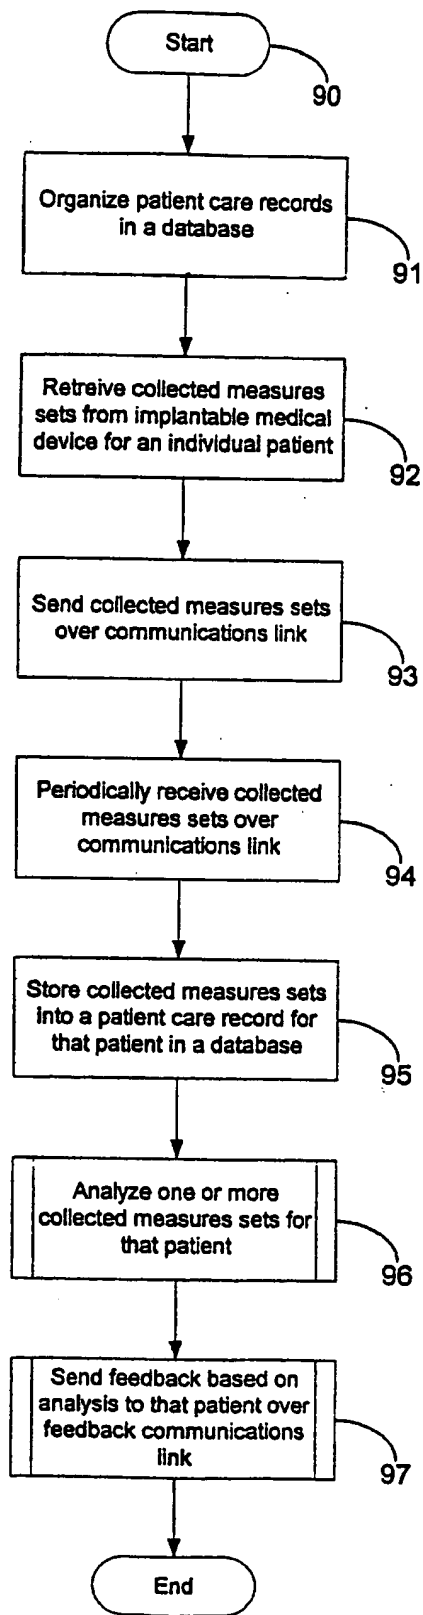 Start
90
Organize patient care records
in a database
91
Retreive collected measures
sets from implantable medical
device for an individual patient
92
Send collected measures sets
over communications link
93
Periodically receive collected
measures sets over
communications link
94
Store collected measures sets
into a patient care record for
that patient in a database
95
Analyze one or more
collected measures sets for
that patient
96
Send feedback based on
analysis to that patient over
feedback communications
link
97
End